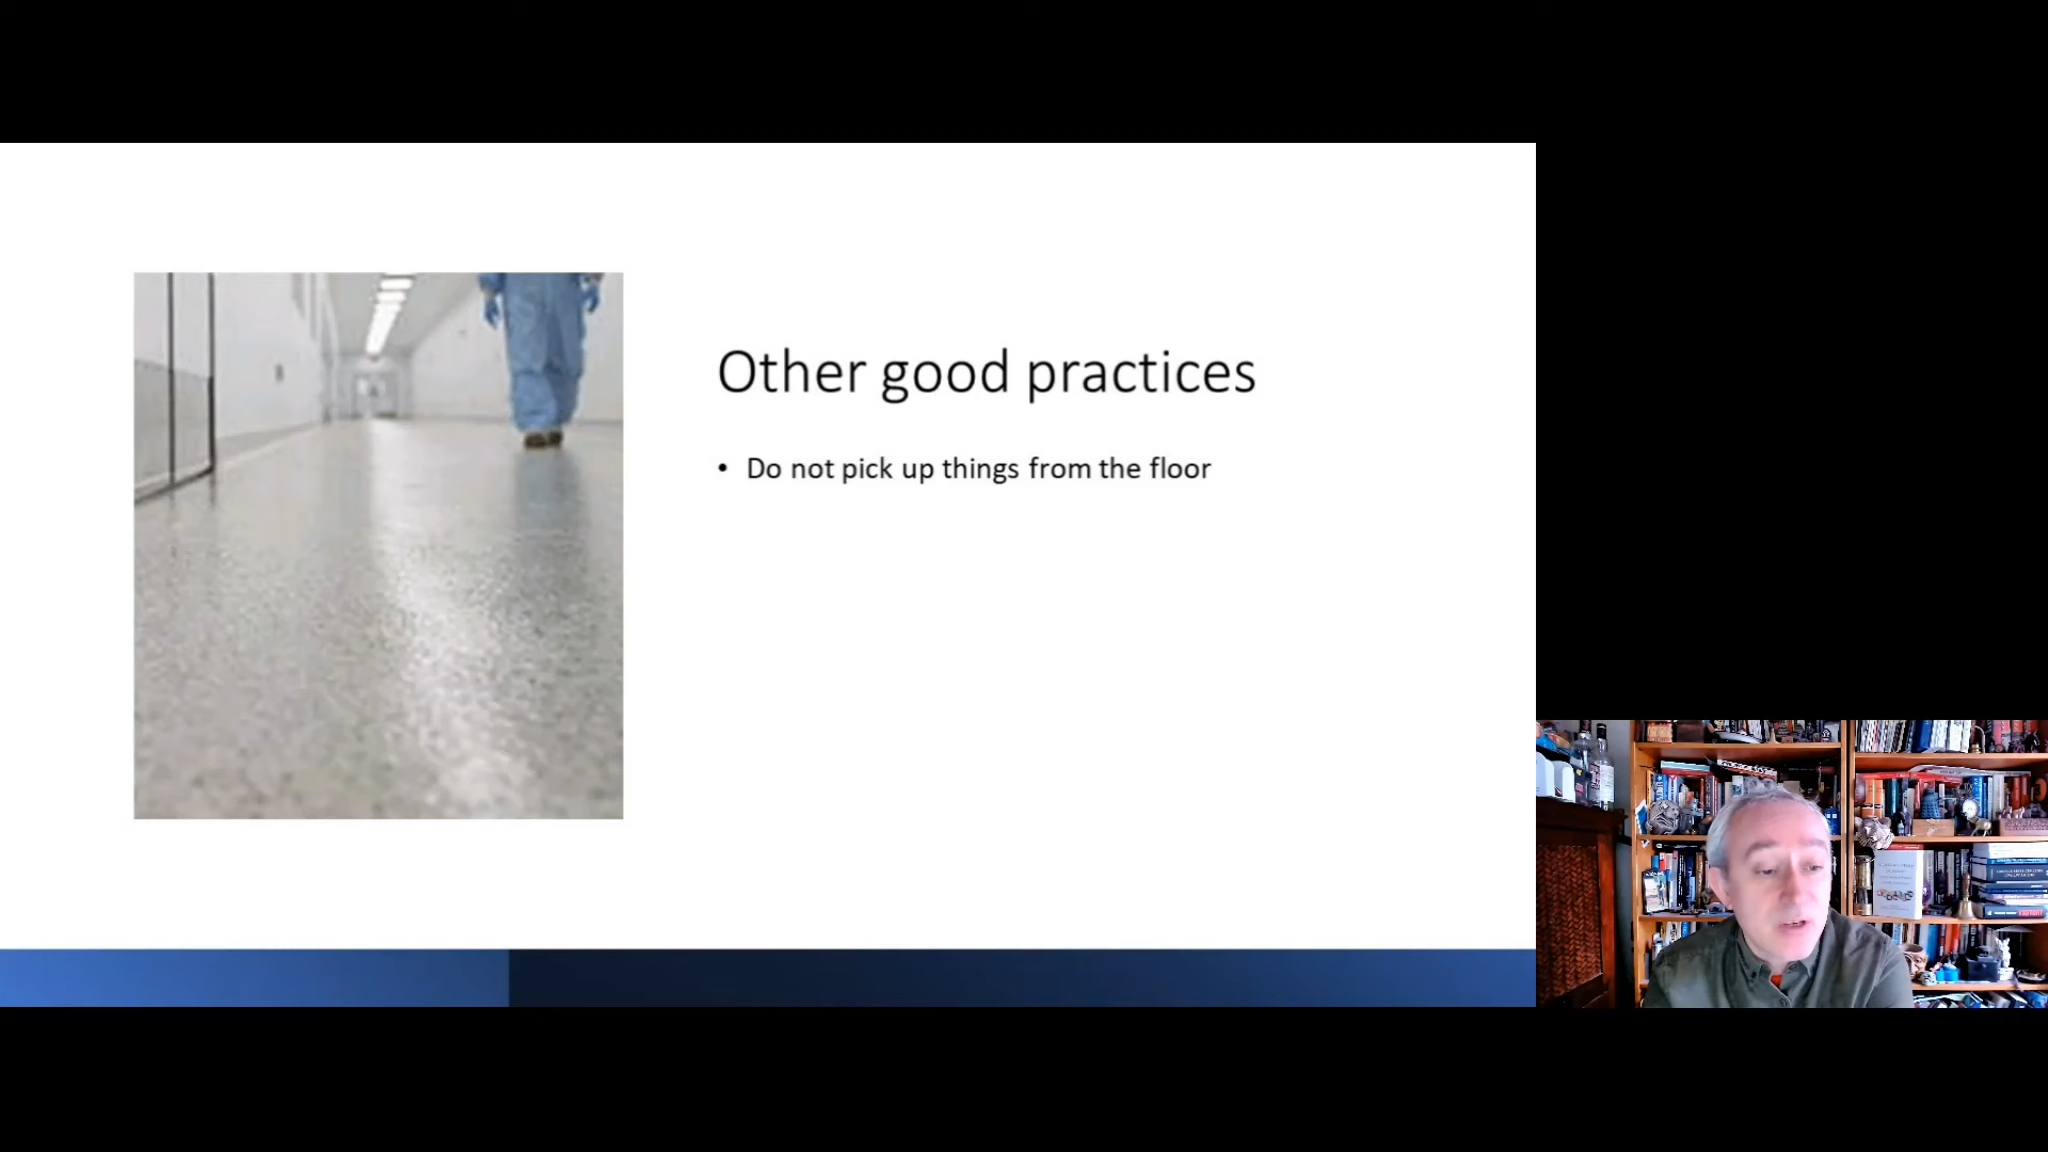 Other good practices
• Do not pick up things from the floor